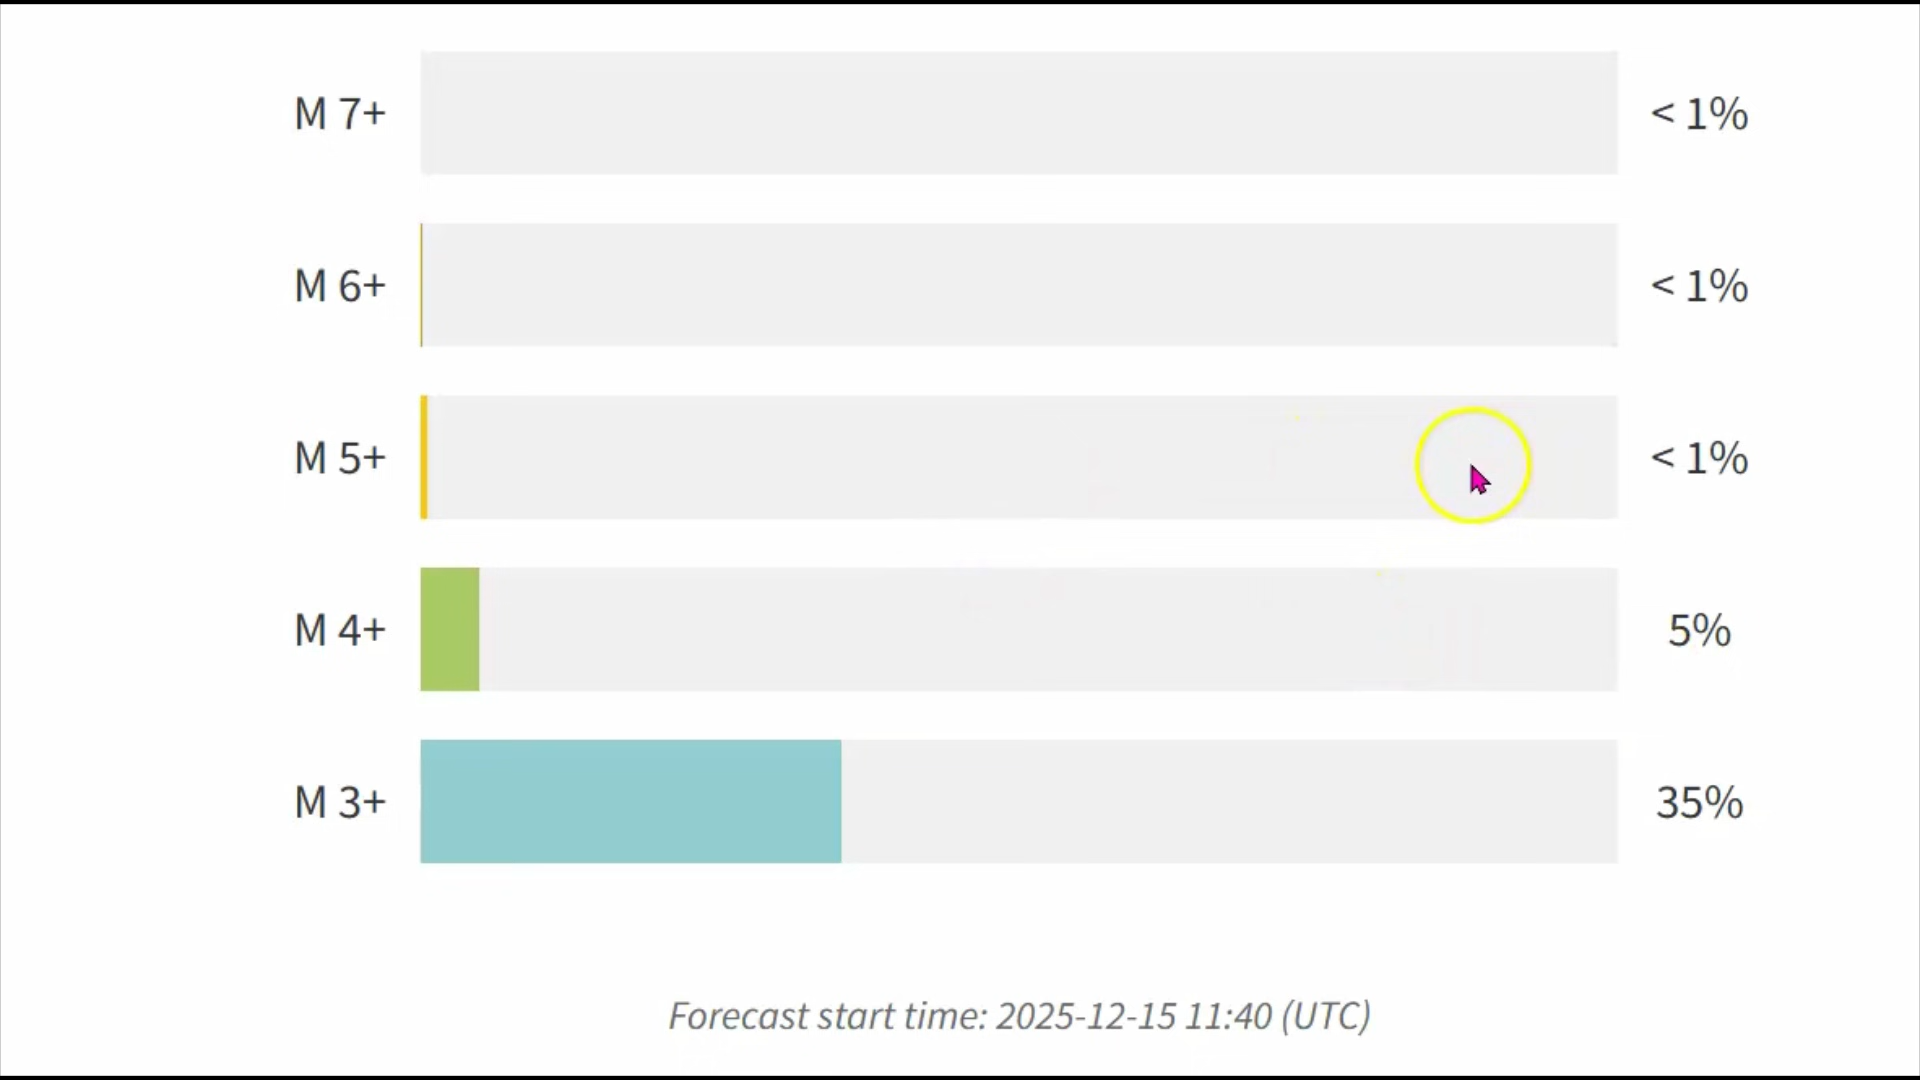 M 7+ < 1%
M 6+ < 1%
M 5+ < 1%
M 4+ 5%
M 3+ 35%
Forecast start time: 2025-12-15 11:40 (UTC)